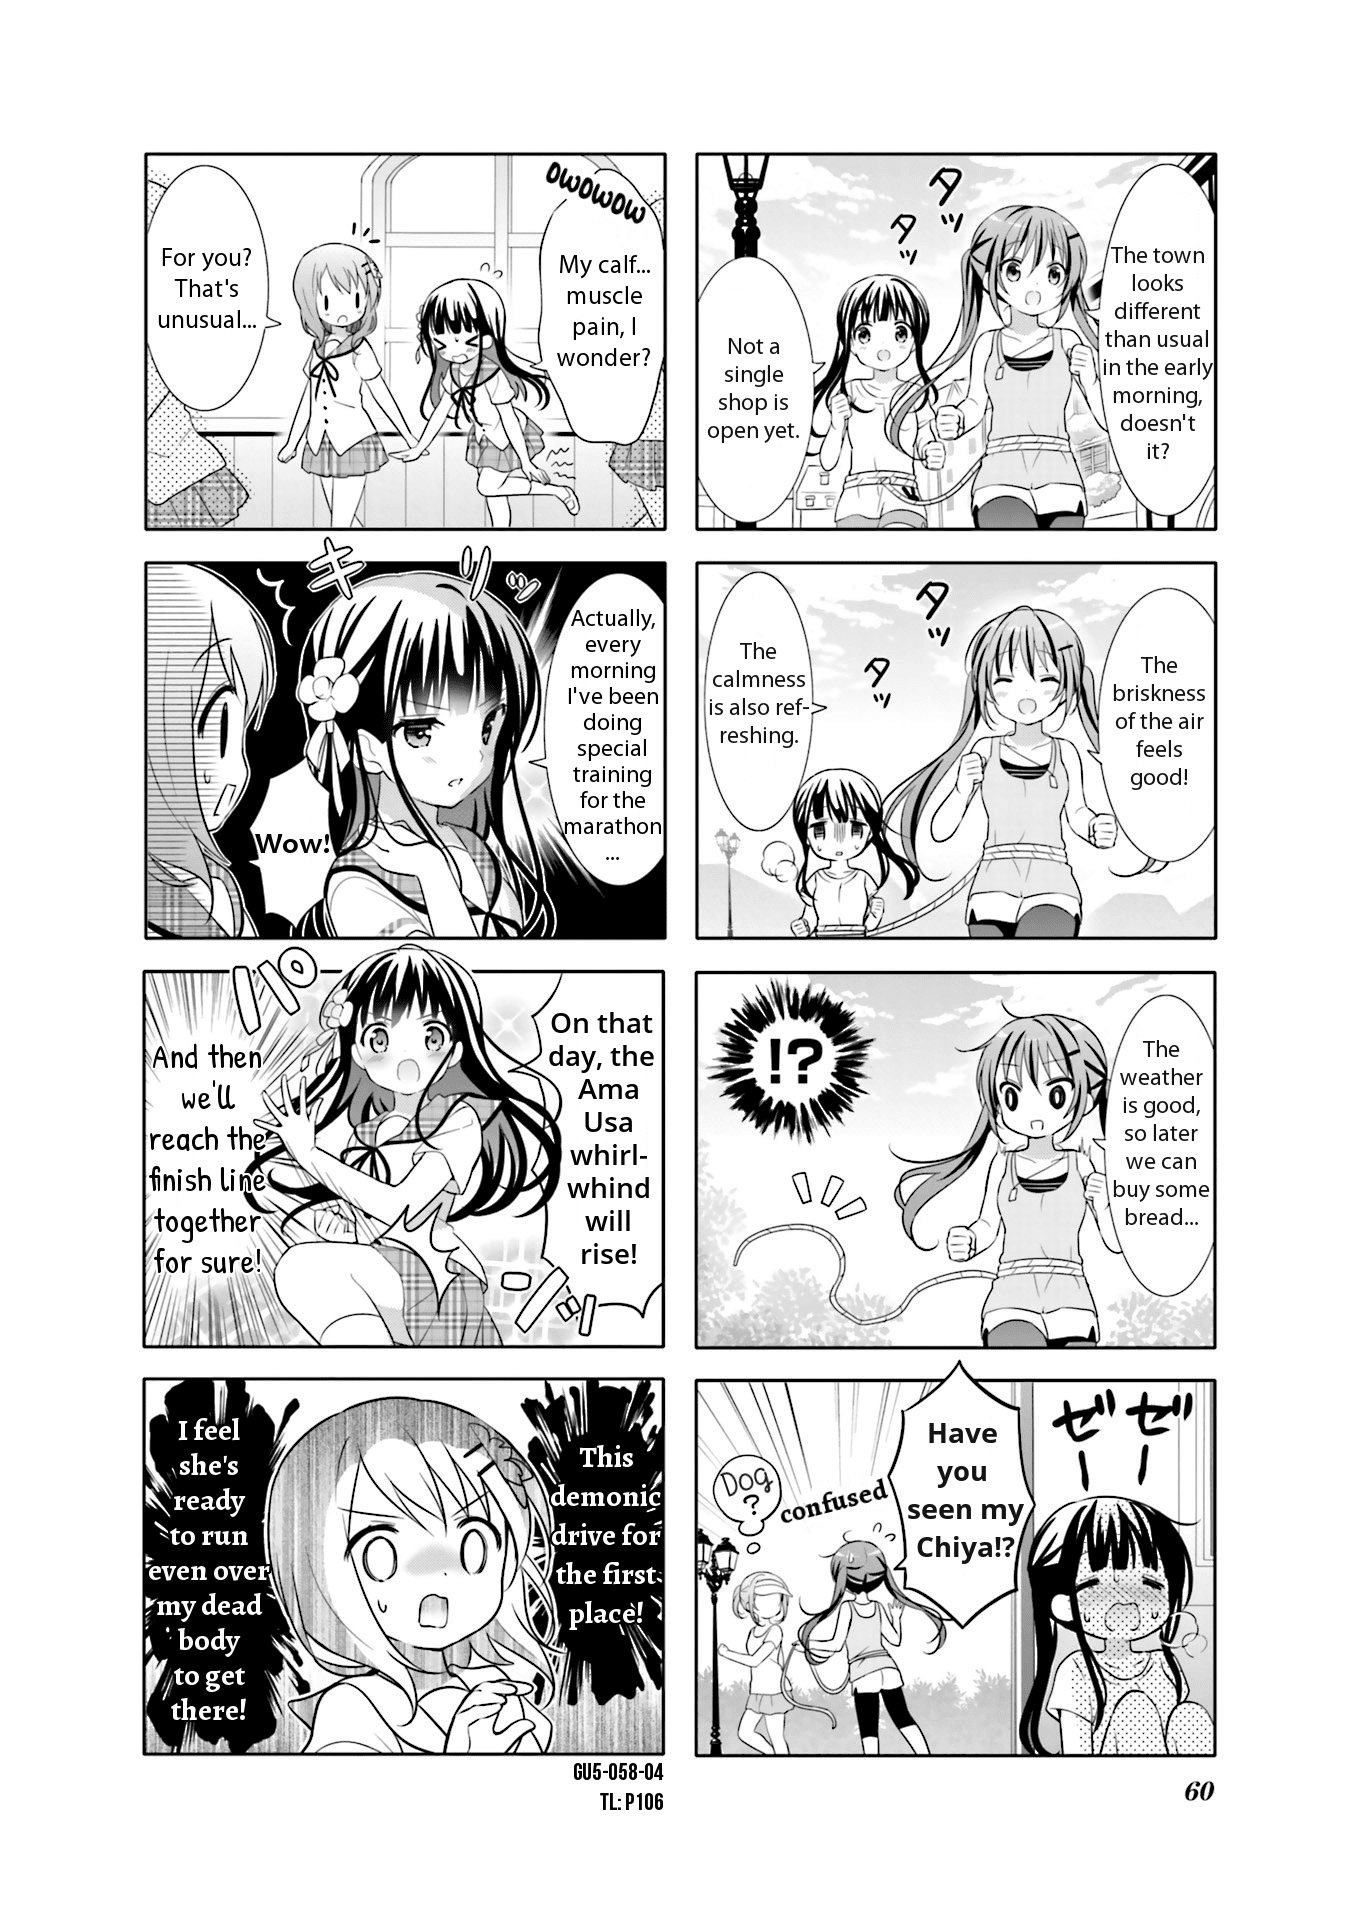 タッ
タッ
The town
looks
different
than usual
in the early
morning,
doesn't
it?
Not a
single
shop is
open yet.
タッ
タッ
The
briskness
of the air
feels
good!
The
calmness
is also ref-
reshing.
The
weather
is good,
so later
we can
buy some
bread...
!?
ゼー
ゼー
Have
you
seen my
Chiya!?
confused
Dog
?
OWOWOW
My calf...
muscle
pain, I
wonder?
For you?
That's
unusual...
キリッ
Actually,
every
morning
I've been
doing
special
training
for the
marathon
...
Wow!
On that
day, the
Ama
Usa
whirl-
whind
will
rise!
And then
we'll
reach the
finish line
together
for sure!
This
demonic
drive for
the first
place!
I feel
she's
ready
to run
even over
my dead
body
to get
there!
GU5-058-04
TL: P106
60